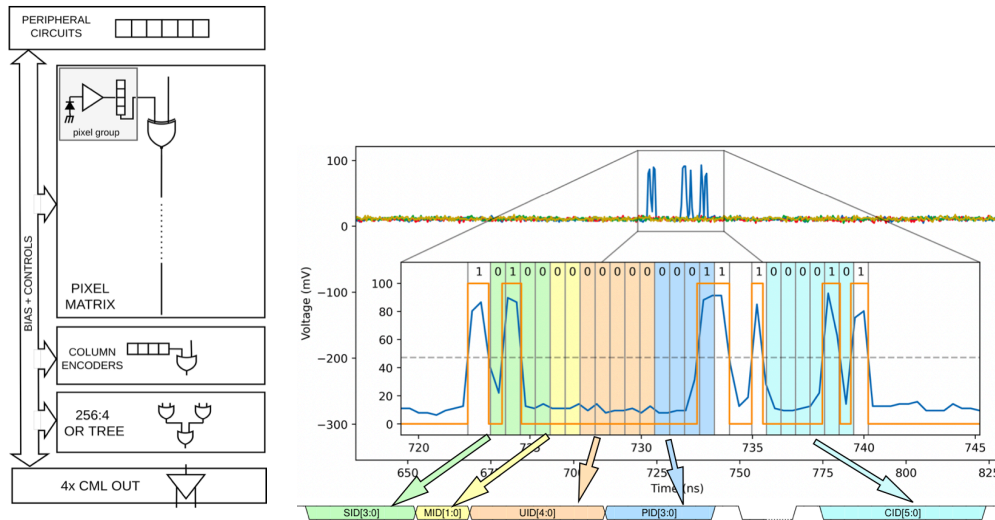 PERIPHERAL
CIRCUITS
BIAS + CONTROLS
pixel group
PIXEL
MATRIX
COLUMN
ENCODERS
256:4
OR TREE
4x CML OUT
Voltage (mV)
100
0
−100
−200
−300
1 0 1 0 0 0 0 0 0 0 0 0 0 0 0 1 1 1 0 0 0 0 1 0 1
100
80
60
40
20
0
720 730 735 740 745
650 725 750 775 800
Time (ns)
SID[3:0] MID[1:0] UID[4:0] PID[3:0] CID[5:0]